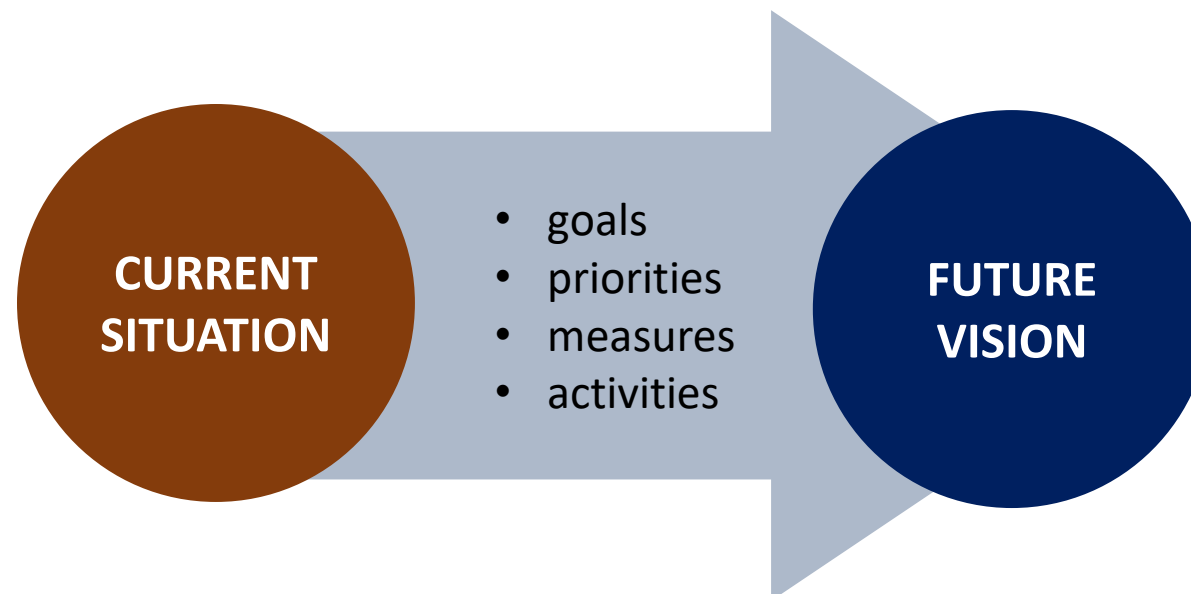 CURRENT
SITUATION
• goals
• priorities
• measures
• activities
FUTURE
VISION